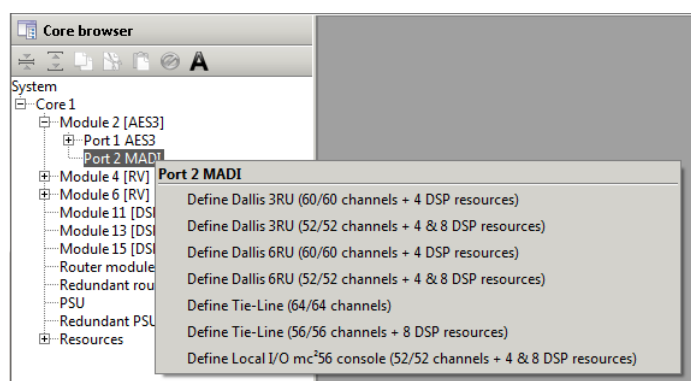 Core browser
A
System
Core 1
Module 2 [AES3]
Port 1 AES3
Port 2 MADI
Module 4 [RV]
Module 6 [RV]
Module 11 [DS
Module 13 [DS
Module 15 [DS
Router module
Redundant rou
PSU
Redundant PSU
Resources
Port 2 MADI
Define Dallis 3RU (60/60 channels + 4 DSP resources)
Define Dallis 3RU (52/52 channels + 4 & 8 DSP resources)
Define Dallis 6RU (60/60 channels + 4 DSP resources)
Define Dallis 6RU (52/52 channels + 4 & 8 DSP resources)
Define Tie-Line (64/64 channels)
Define Tie-Line (56/56 channels + 8 DSP resources)
Define Local I/O mc²56 console (52/52 channels + 4 & 8 DSP resources)